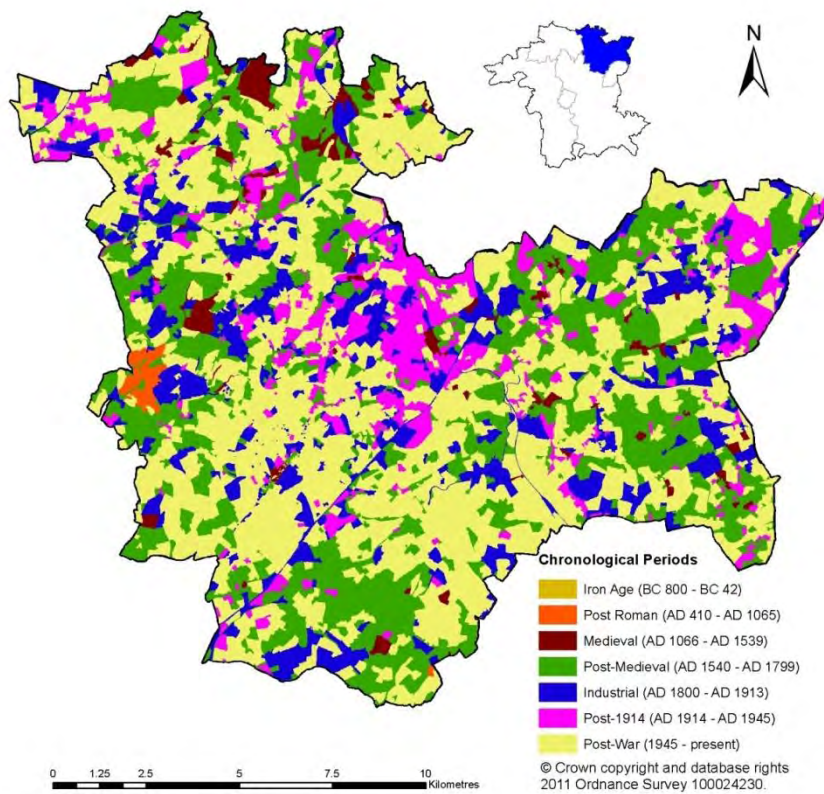 N
Chronological Periods
Iron Age (BC 800 - BC 42)
Post Roman (AD 410 - AD 1065)
Medieval (AD 1066 - AD 1539)
Post-Medieval (AD 1540 - AD 1799)
Industrial (AD 1800 - AD 1913)
Post-1914 (AD 1914 - AD 1945)
Post-War (1945 - present)
© Crown copyright and database rights
2011 Ordnance Survey 100024230.
0 1.25 2.5 5 7.5 10
Kilometres